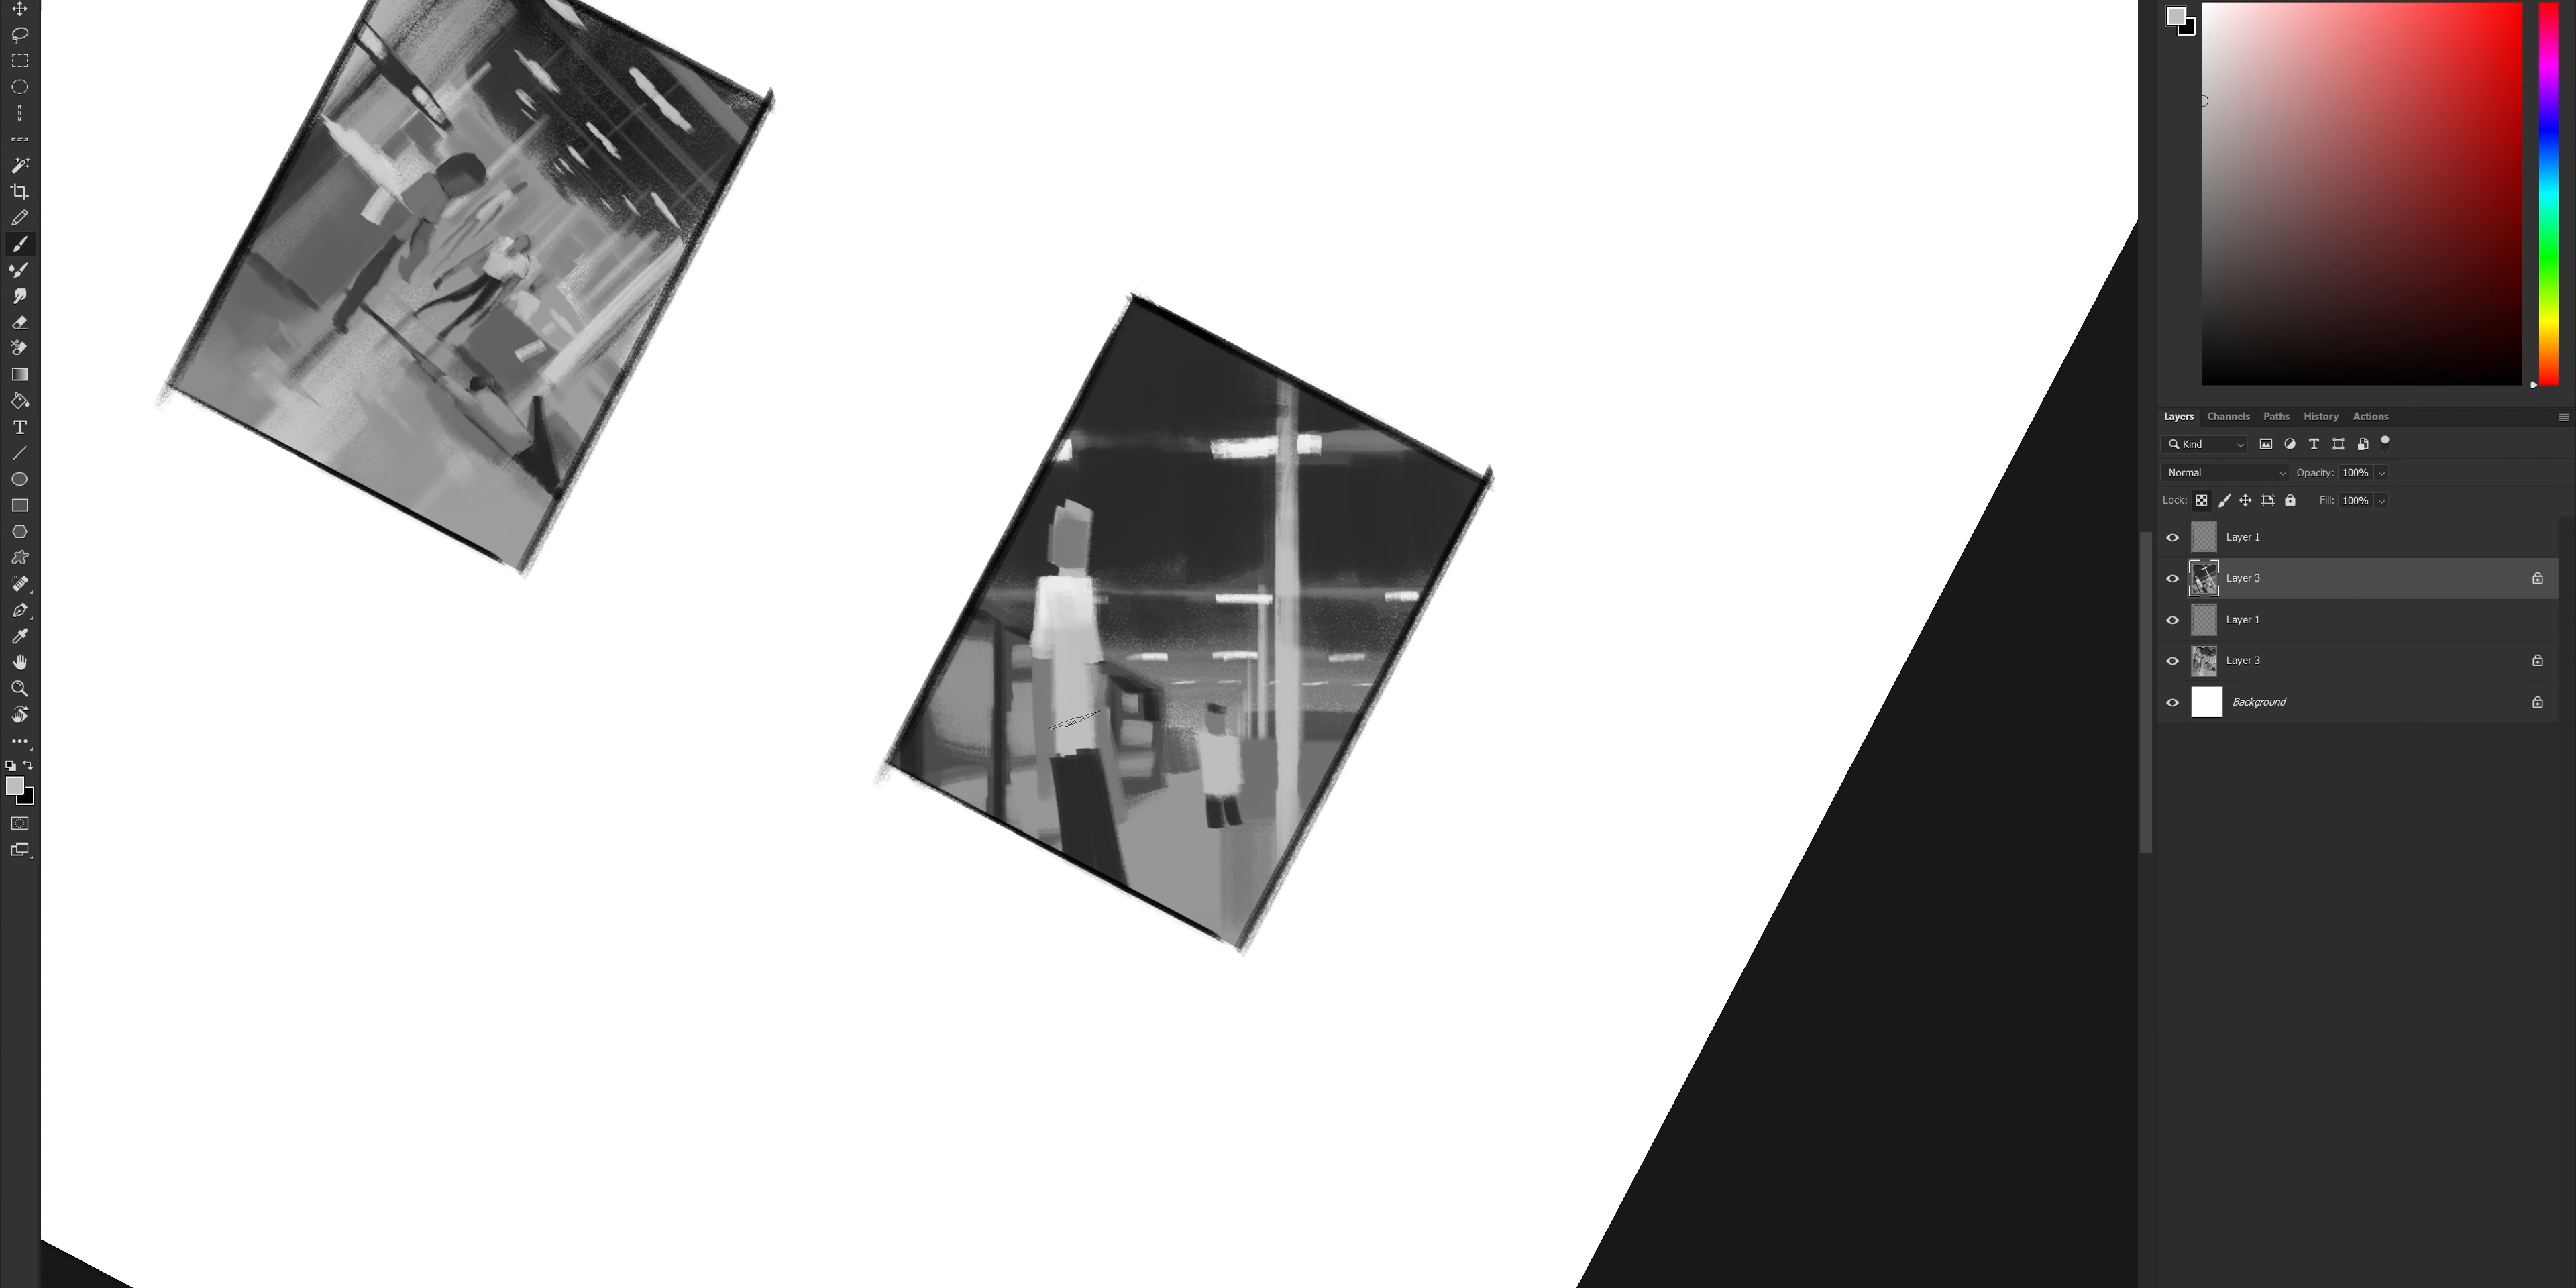 Layers Channels Paths History Actions
Kind
Normal Opacity: 100%
Lock: Fill: 100%
Layer 1
Layer 3
Layer 1
Layer 3
Background